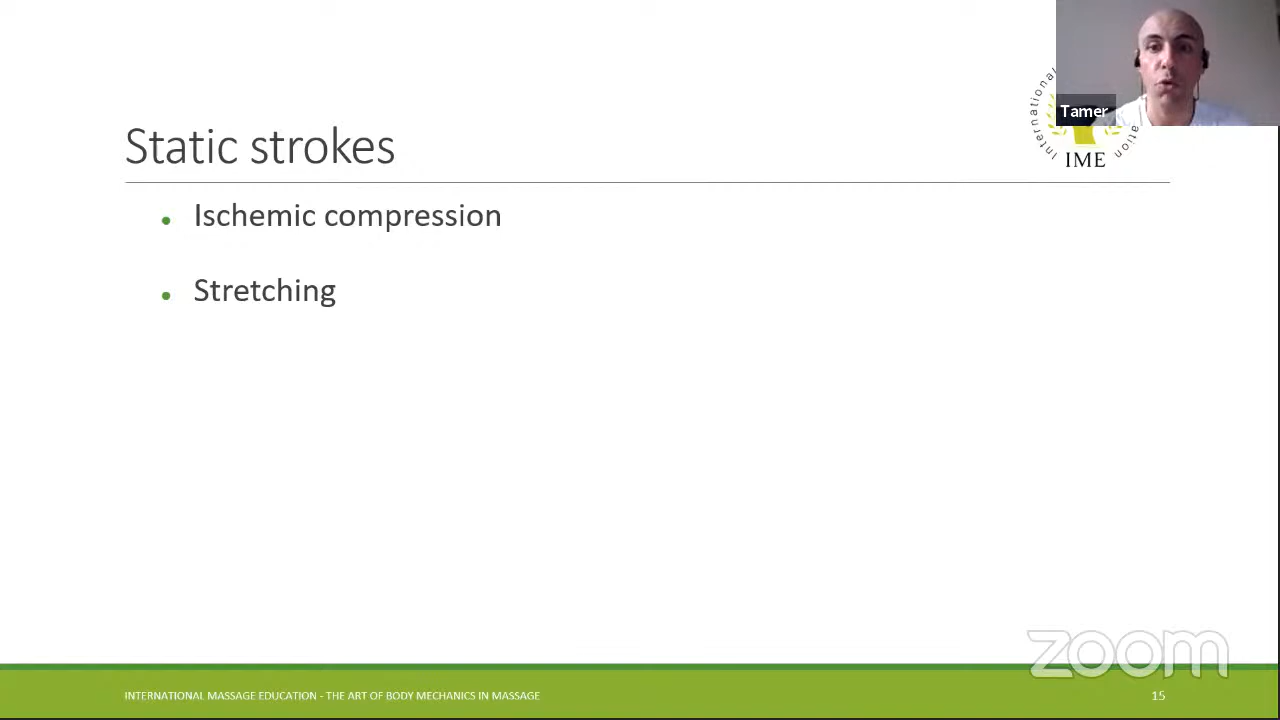 Tamer
International
ation
IME
Static strokes
Ischemic compression
Stretching
zoom
INTERNATIONAL MASSAGE EDUCATION - THE ART OF BODY MECHANICS IN MASSAGE
15